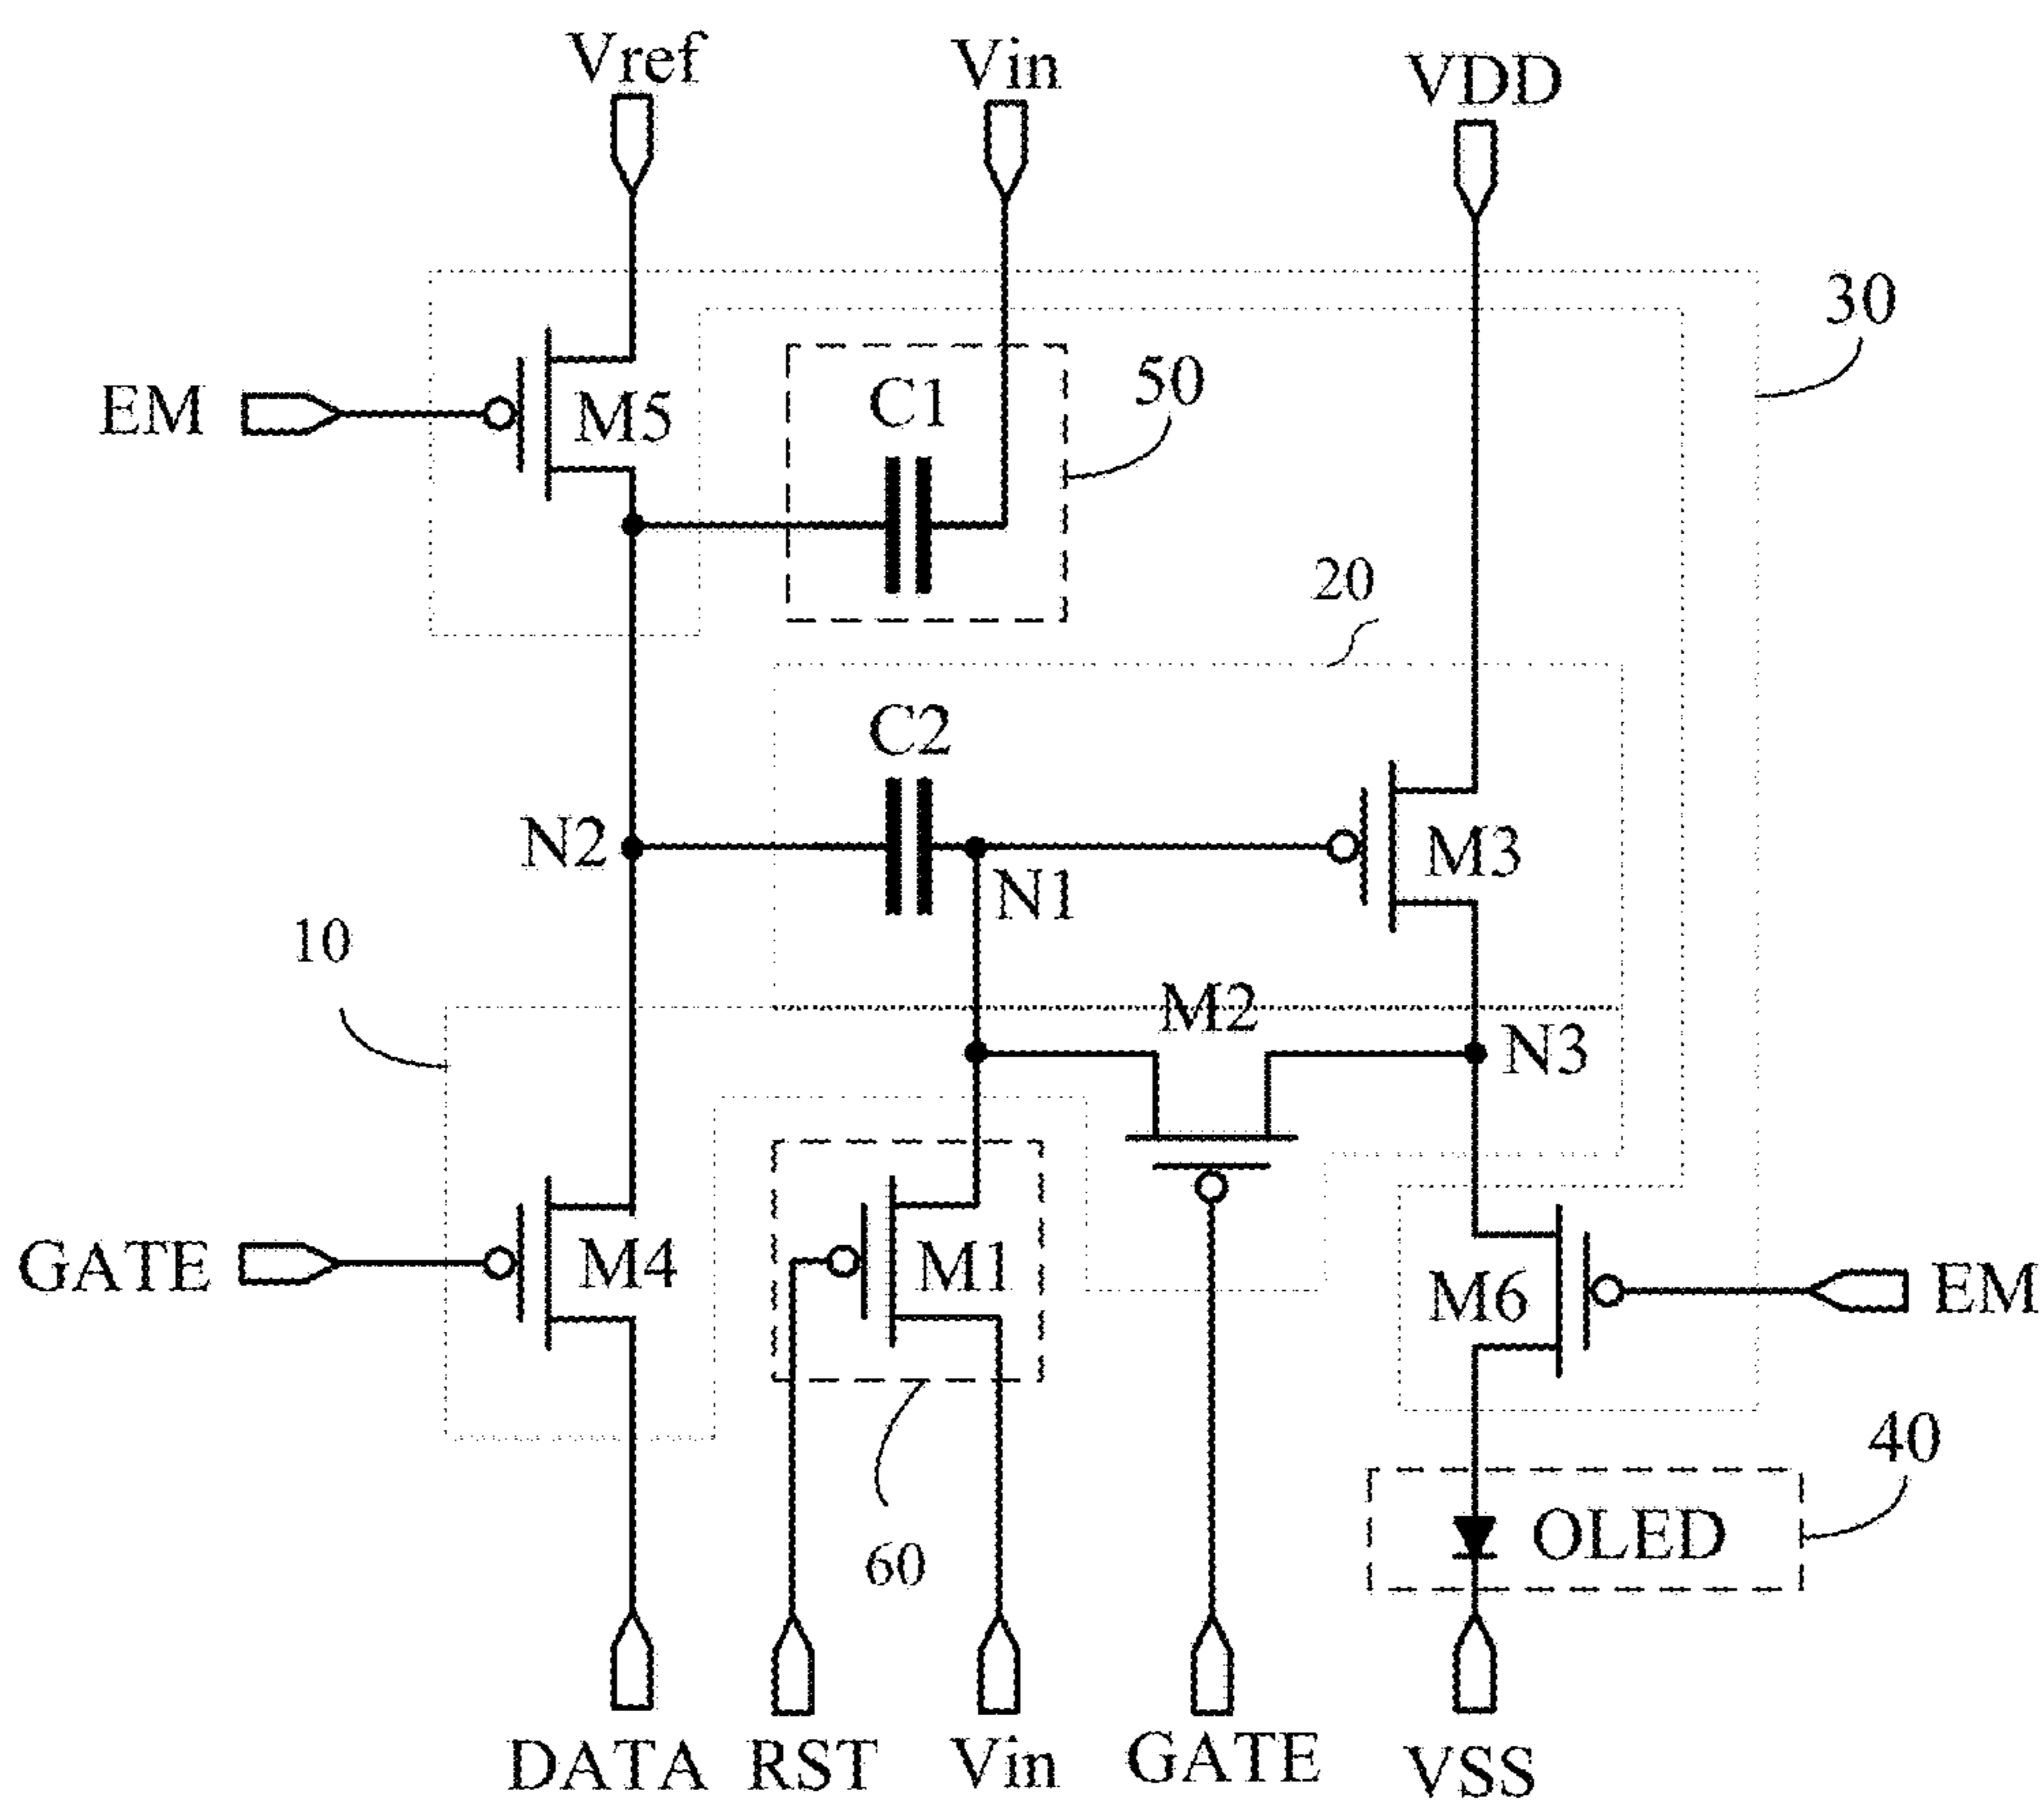 Vref
Vin
VDD
30
EM
M5
C1
50
20
C2
N2
N1
M3
10
M2
N3
GATE
M4
M1
M6
EM
40
60
OLED
DATA
RST
Vin
GATE
VSS